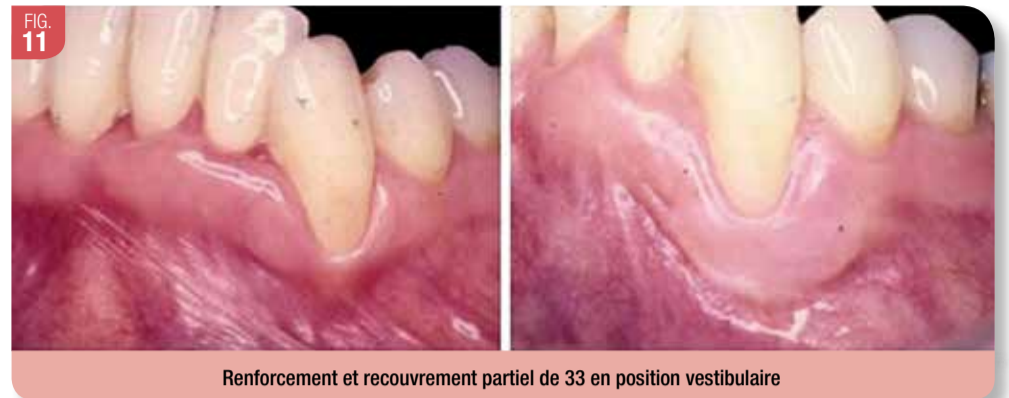 FIG.
11
Renforcement et recouvrement partiel de 33 en position vestibulaire